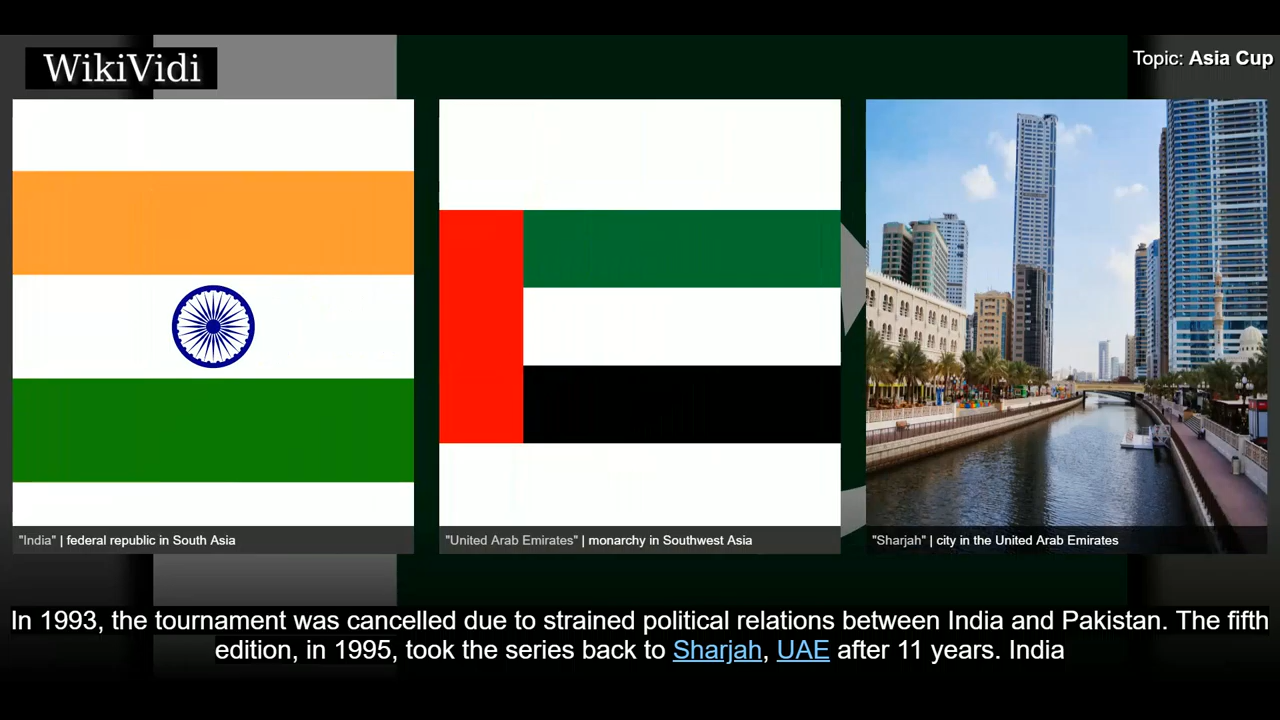 WikiVidi
Topic: Asia Cup
"India" | federal republic in South Asia
"United Arab Emirates" | monarchy in Southwest Asia
"Sharjah" | city in the United Arab Emirates
In 1993, the tournament was cancelled due to strained political relations between India and Pakistan. The fifth
edition, in 1995, took the series back to Sharjah, UAE after 11 years. India